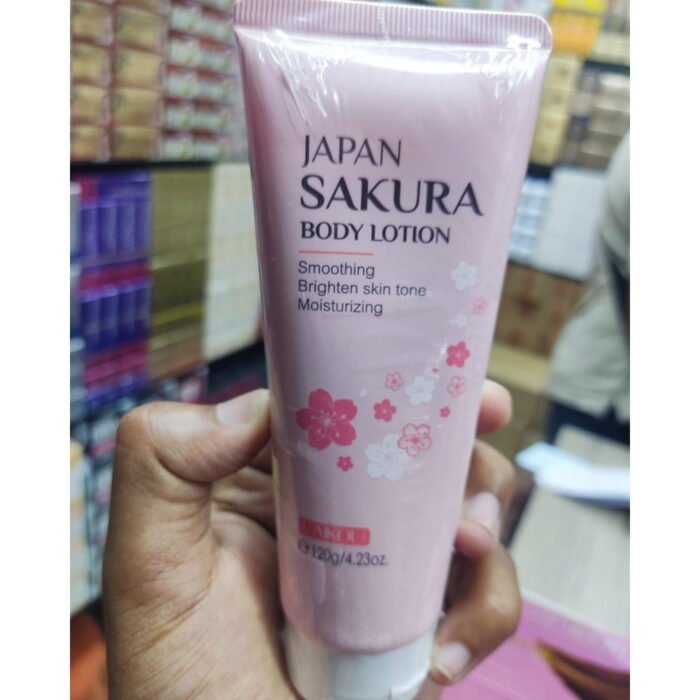 JAPAN
SAKURA
BODY LOTION
Smoothing
Brighten skin tone
Moisturizing
LAIKOU
℮120g/4.23oz.